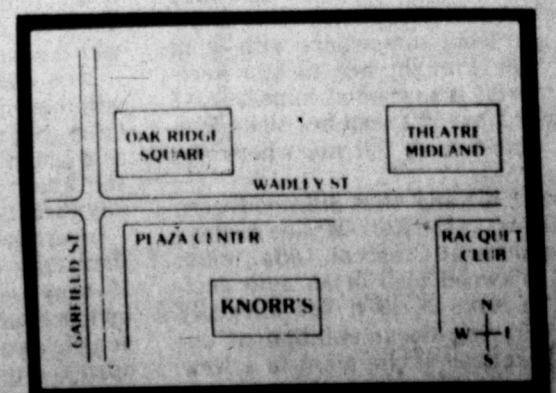 OAK RIDGE
SQUARE
THEATRE
MIDLAND
WADLEY ST
PLAZA CENTER
RACQUET
CLUB
GARFIELD ST
KNORR'S
N
W E
S